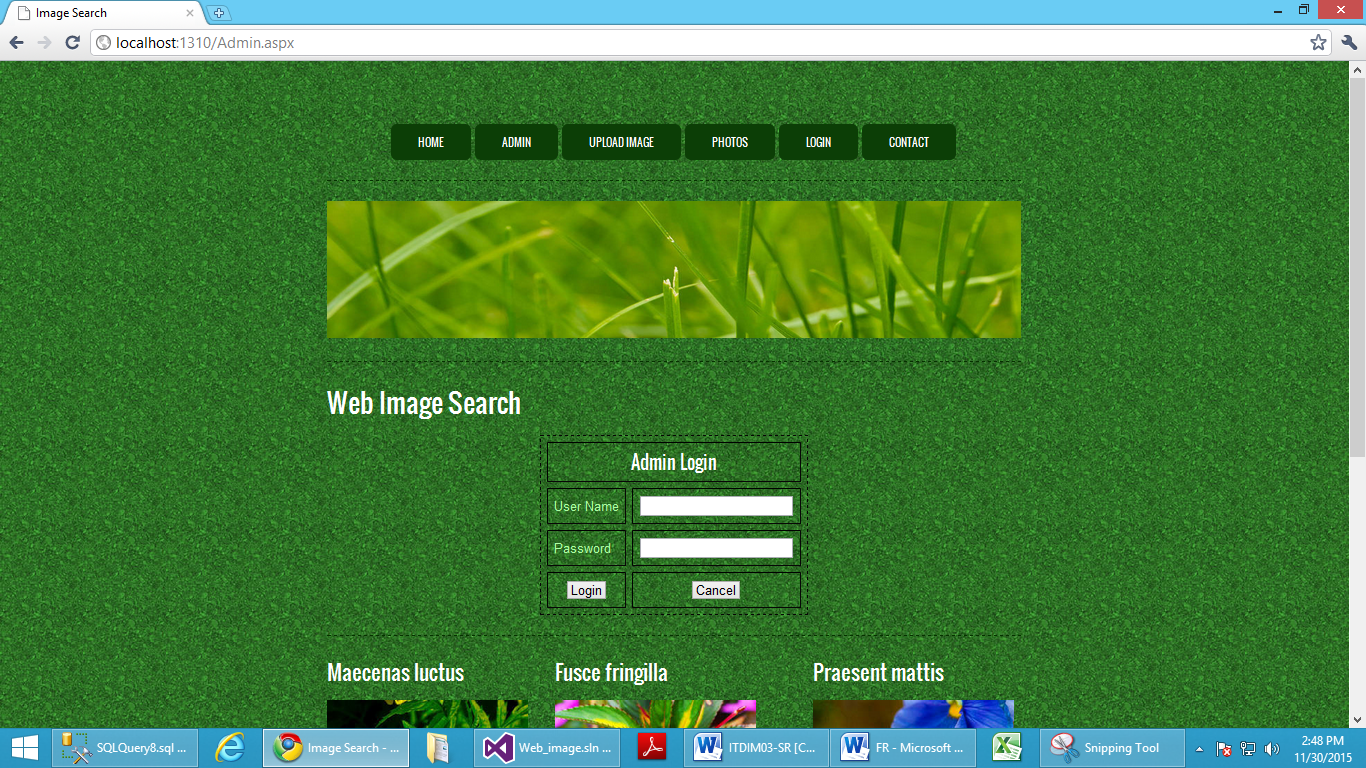 Image Search
localhost:1310/Admin.aspx
HOME ADMIN UPLOAD IMAGE PHOTOS LOGIN CONTACT
Web Image Search
Admin Login
User Name
Password
Login Cancel
Maecenas luctus Fusce fringilla Praesent mattis
SQLQuery8.sql ... Image Search - ... Web_image.sln ... ITDIM03-SR [C... FR - Microsoft ... Snipping Tool 2:48 PM
11/30/2015